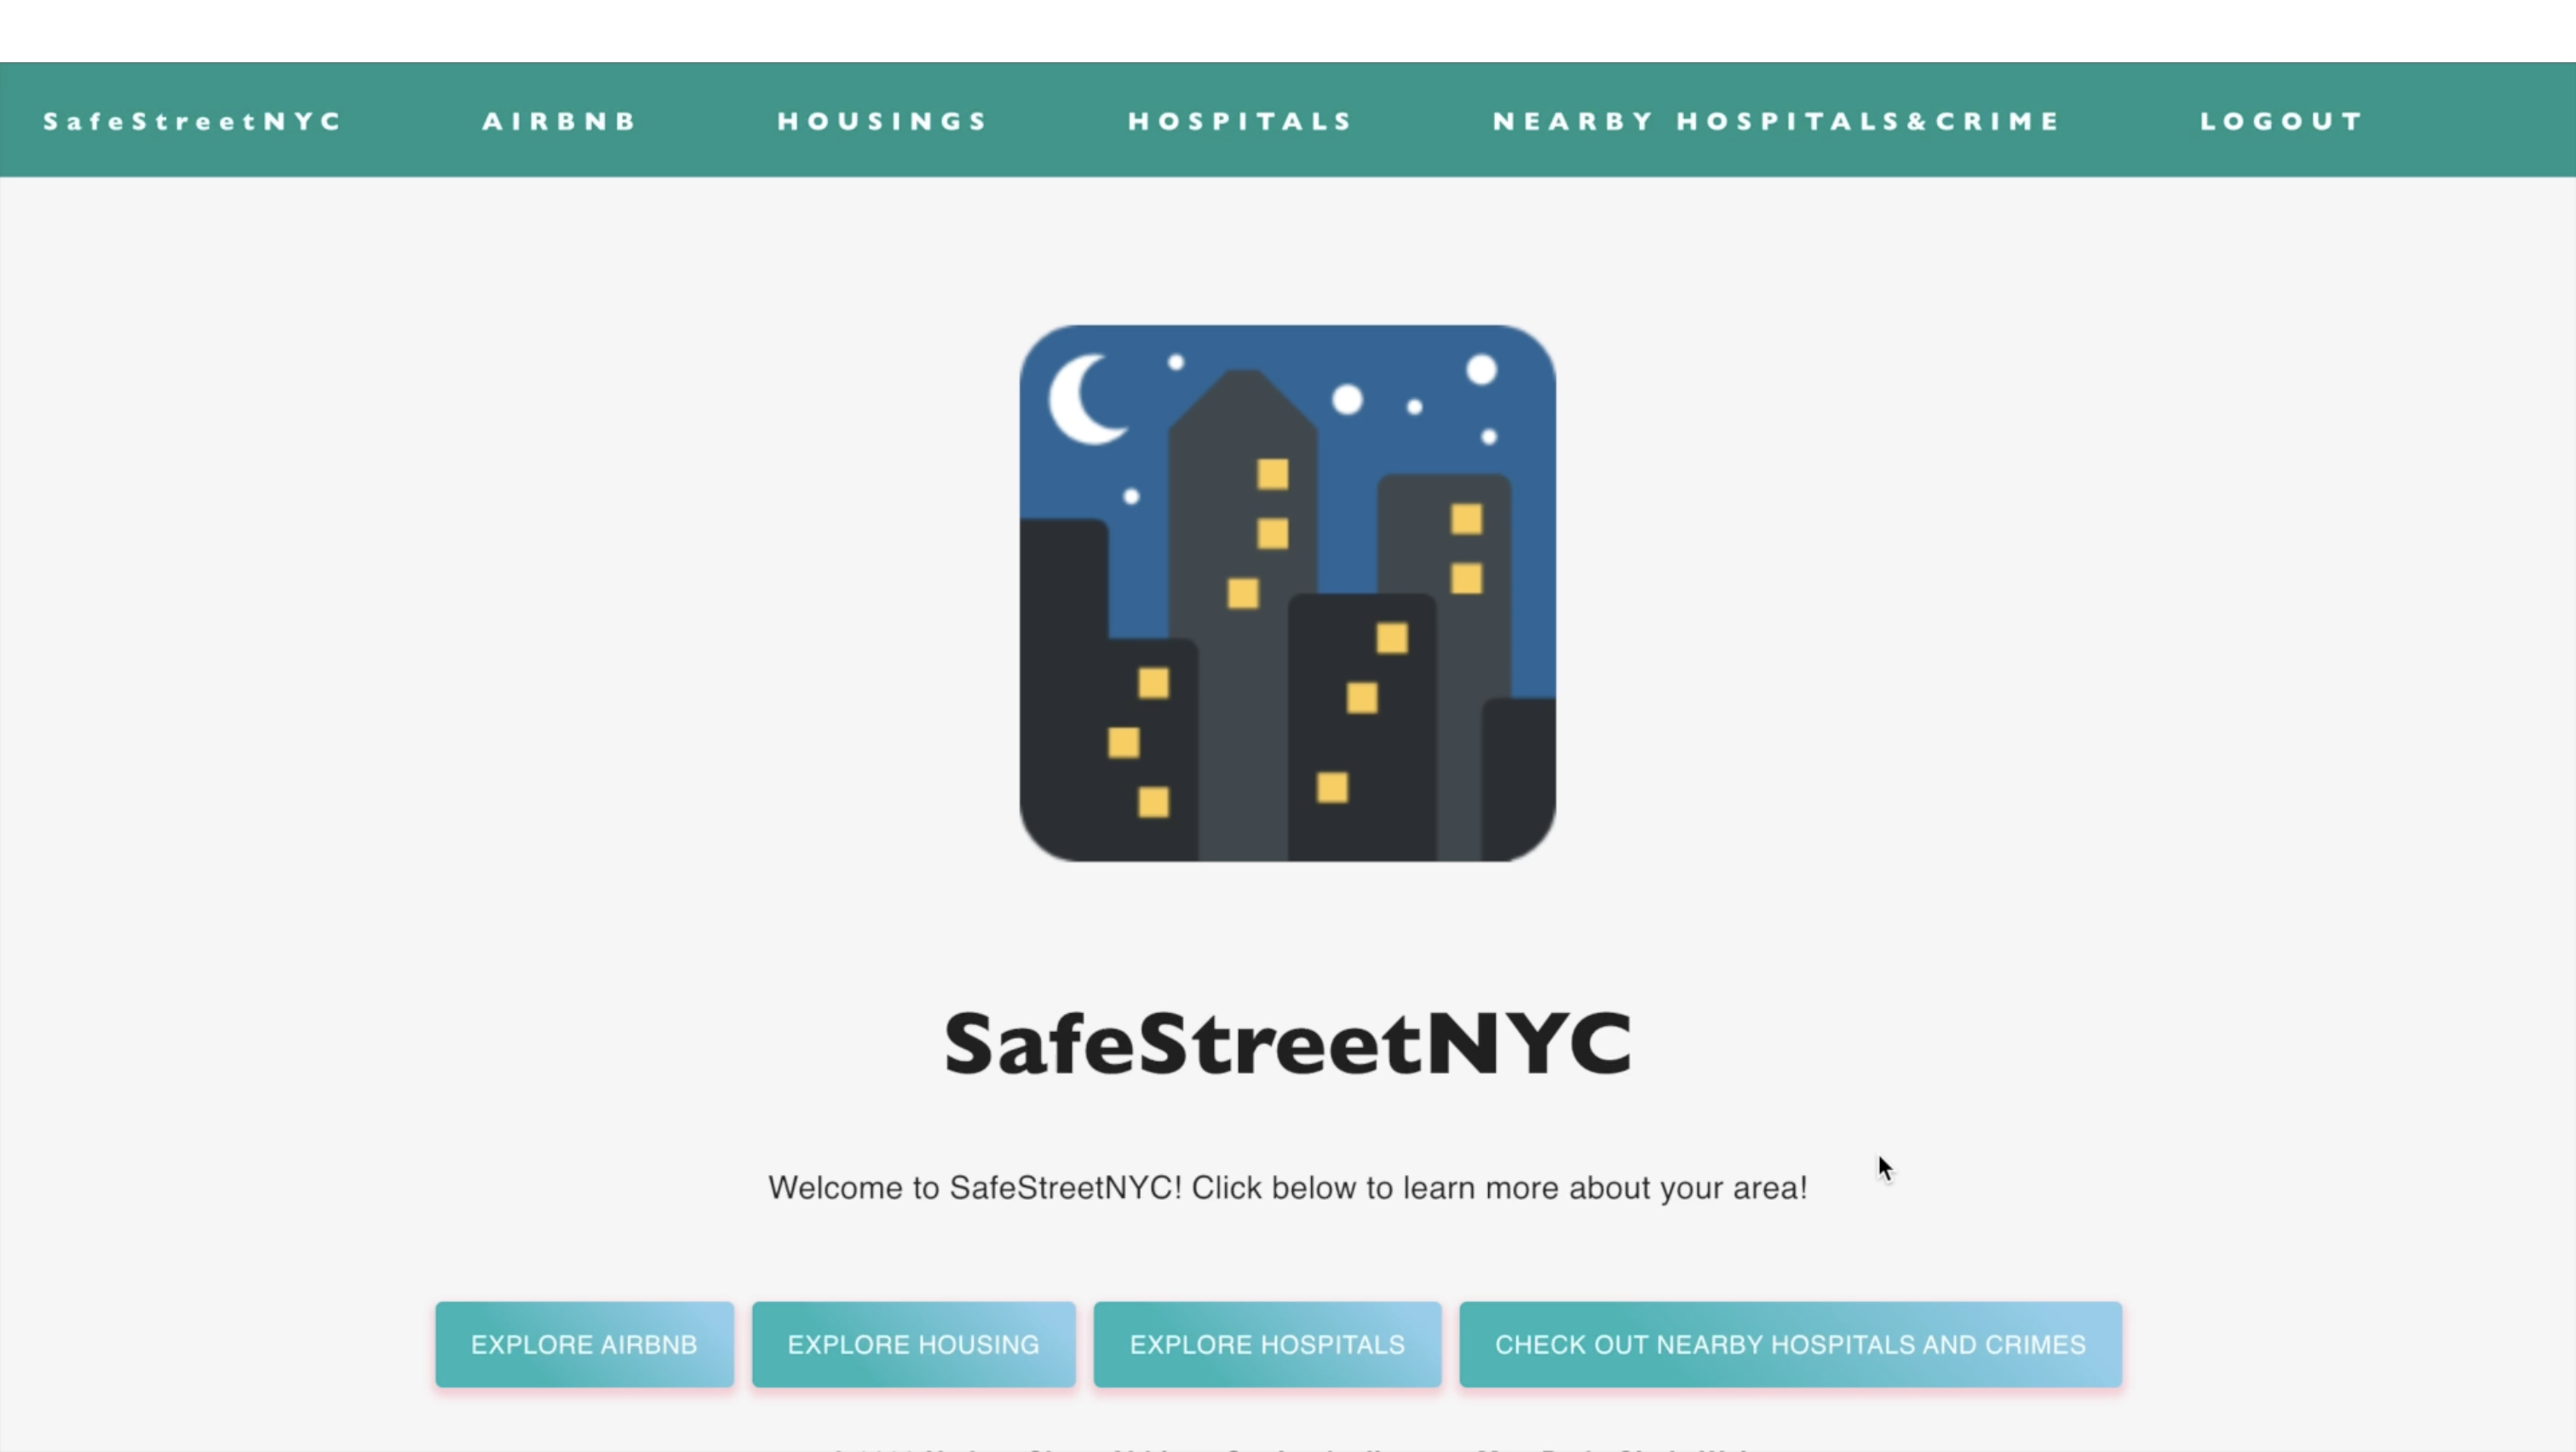 SafeStreetNYC AIRBNB HOUSINGS HOSPITALS NEARBY HOSPITALS&CRIME LOGOUT
SafeStreetNYC
Welcome to SafeStreetNYC! Click below to learn more about your area!
EXPLORE AIRBNB EXPLORE HOUSING EXPLORE HOSPITALS CHECK OUT NEARBY HOSPITALS AND CRIMES